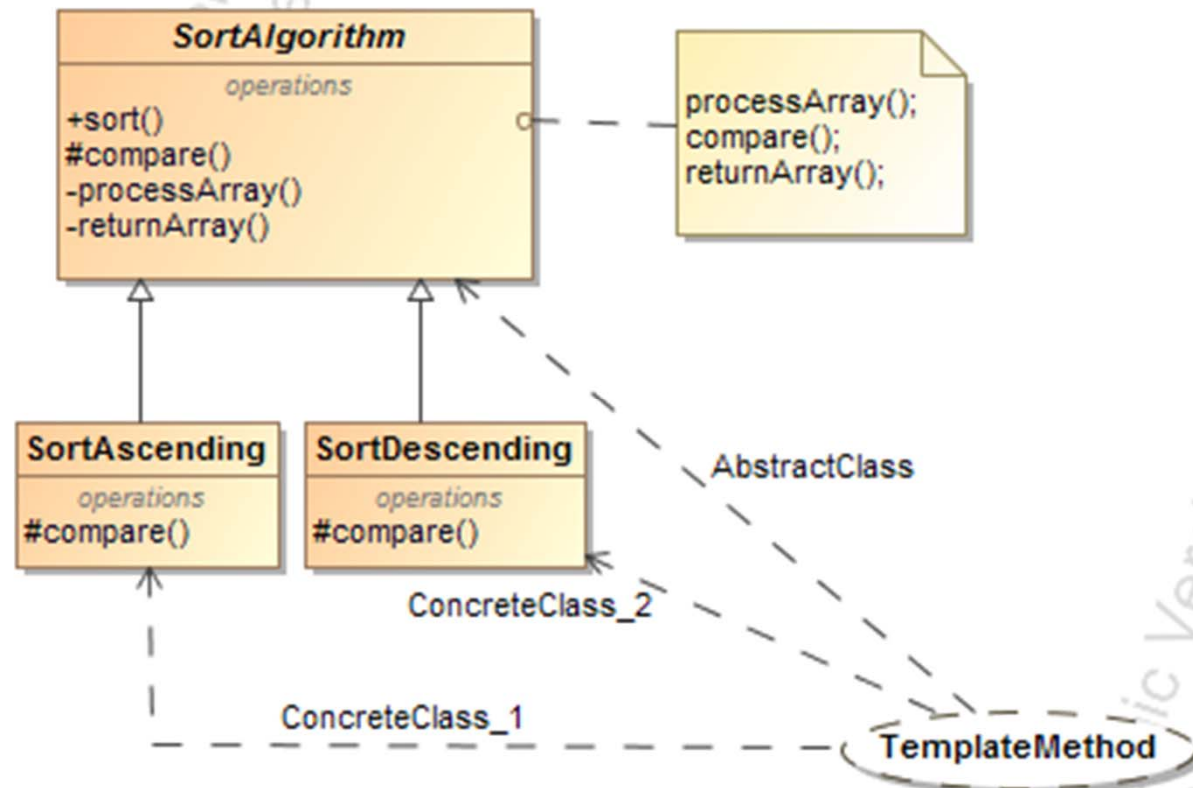 SortAlgorithm
operations
+sort()
#compare()
-processArray()
-returnArray()
processArray();
compare();
returnArray();
SortAscending
operations
#compare()
SortDescending
operations
#compare()
AbstractClass
ConcreteClass_2
ConcreteClass_1
TemplateMethod